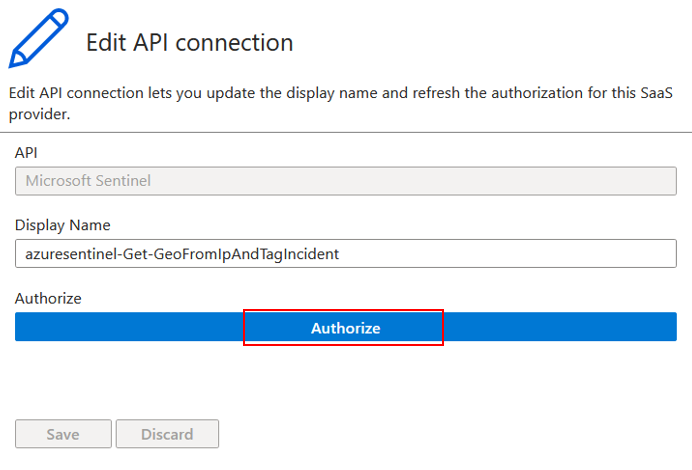 Edit API connection
Edit API connection lets you update the display name and refresh the authorization for this SaaS
provider.
API
Microsoft Sentinel
Display Name
azuresentinel-Get-GeoFromIpAndTagIncident
Authorize
Authorize
Save Discard